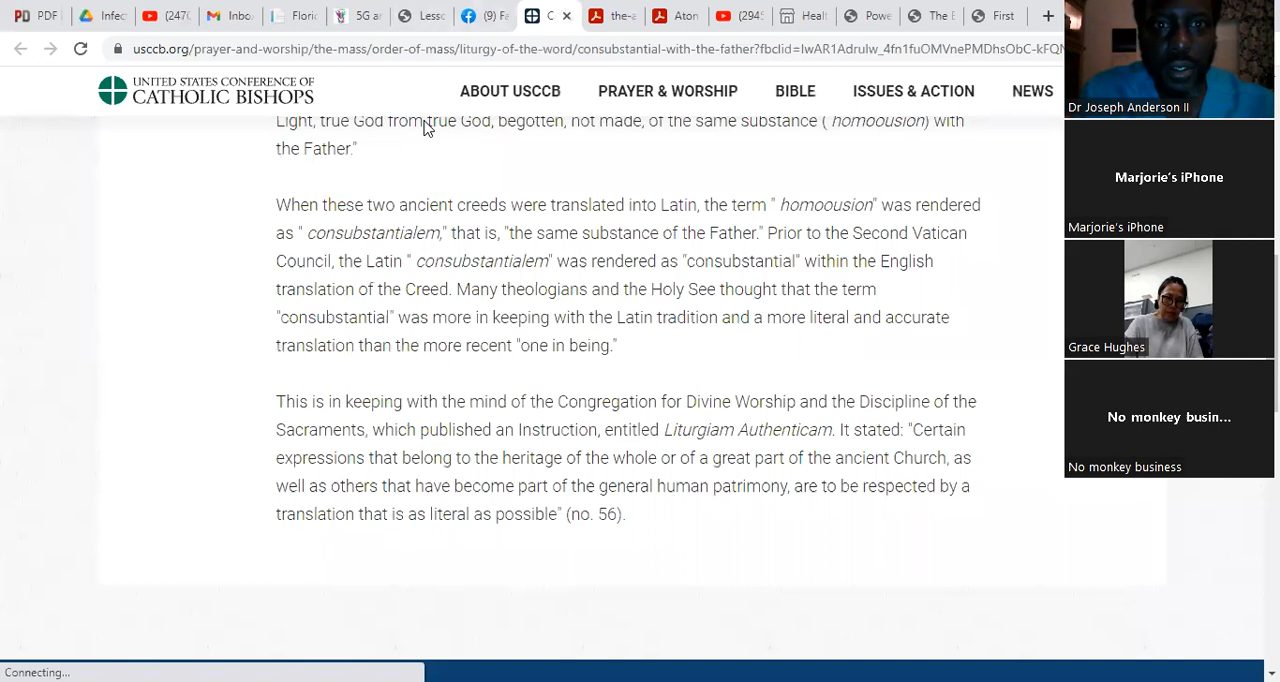 PD PDF Infec (247( Inbo Floric 5G a Lesso (9) Fa C the-a Aton (294 Healt Powe The E First
usccb.org/prayer-and-worship/the-mass/order-of-mass/liturgy-of-the-word/consubstantial-with-the-father?fbclid=IwAR1Adrulw_4fn1fuOMVnePMDhsObC-kFQN
UNITED STATES CONFERENCE OF
CATHOLIC BISHOPS
ABOUT USCCB PRAYER & WORSHIP BIBLE ISSUES & ACTION NEWS
Light, true God from true God, begotten, not made, of the same substance ( homoousion) with
the Father."
When these two ancient creeds were translated into Latin, the term " homoousion" was rendered
as " consubstantialem," that is, "the same substance of the Father." Prior to the Second Vatican
Council, the Latin " consubstantialem" was rendered as "consubstantial" within the English
translation of the Creed. Many theologians and the Holy See thought that the term
"consubstantial" was more in keeping with the Latin tradition and a more literal and accurate
translation than the more recent "one in being."
This is in keeping with the mind of the Congregation for Divine Worship and the Discipline of the
Sacraments, which published an Instruction, entitled Liturgiam Authenticam. It stated: "Certain
expressions that belong to the heritage of the whole or of a great part of the ancient Church, as
well as others that have become part of the general human patrimony, are to be respected by a
translation that is as literal as possible" (no. 56).
Connecting...
Dr Joseph Anderson II
Marjorie's iPhone
Marjorie's iPhone
Grace Hughes
No monkey busin...
No monkey business